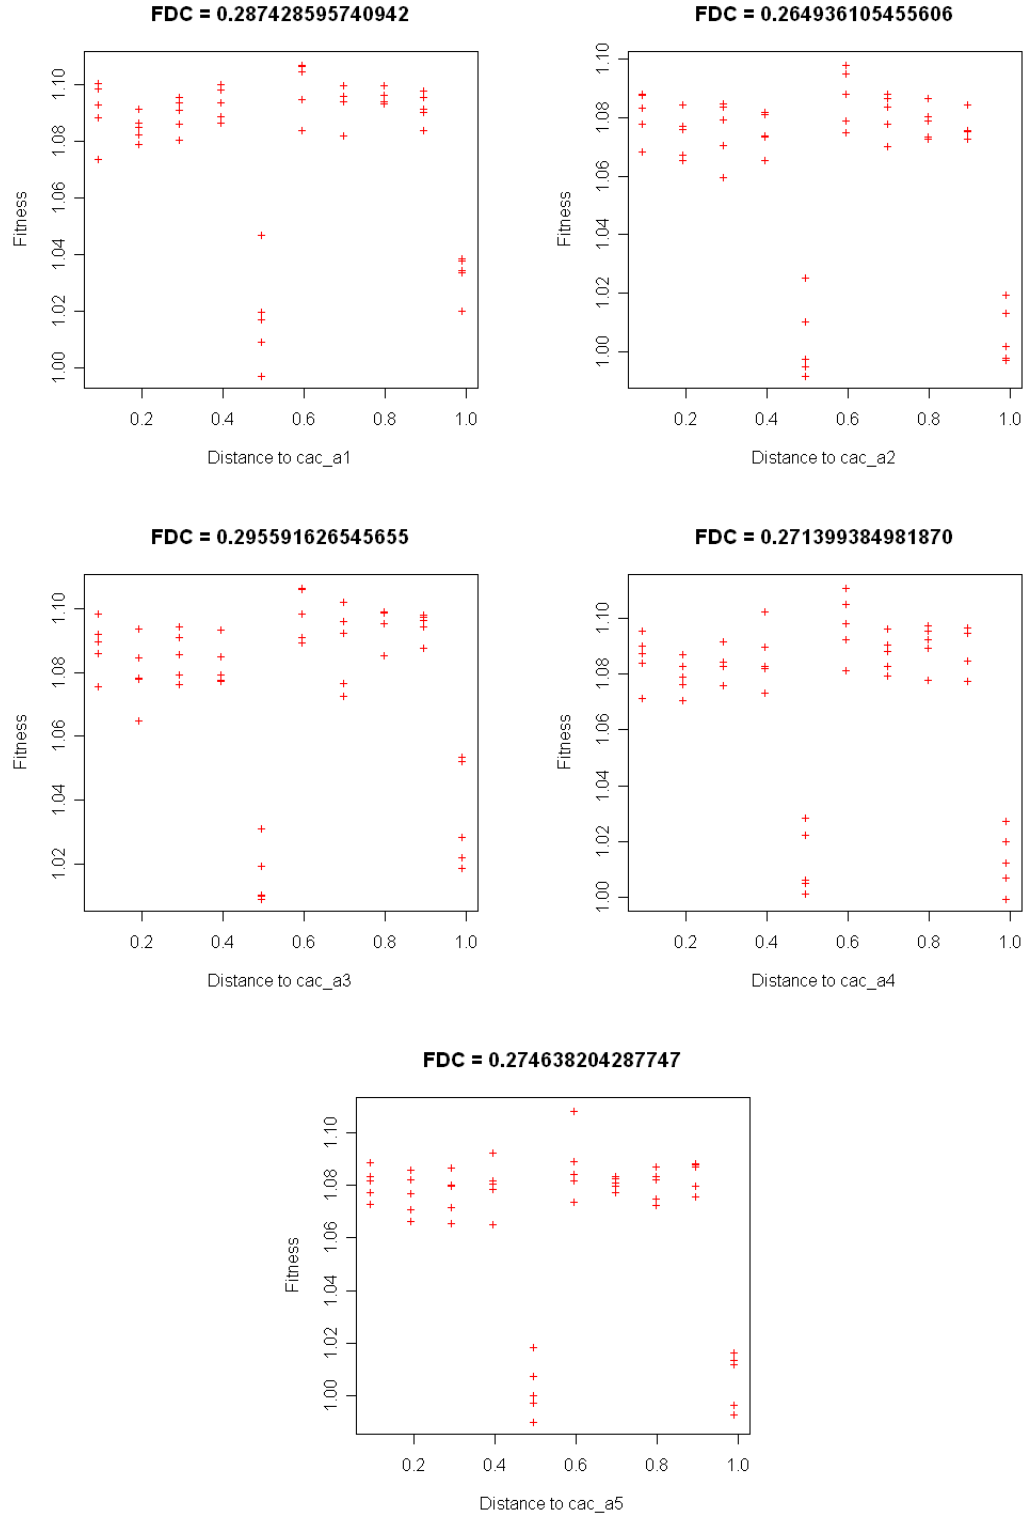 FDC = 0.287428595740942
Fitness
1.00 1.02 1.04 1.06 1.08 1.10
0.2 0.4 0.6 0.8 1.0
Distance to cac_a1
FDC = 0.264936105455606
Fitness
1.00 1.02 1.04 1.06 1.08 1.10
0.2 0.4 0.6 0.8 1.0
Distance to cac_a2
FDC = 0.295591626545655
Fitness
1.02 1.04 1.06 1.08 1.10
0.2 0.4 0.6 0.8 1.0
Distance to cac_a3
FDC = 0.271399384981870
Fitness
1.00 1.02 1.04 1.06 1.08 1.10
0.2 0.4 0.6 0.8 1.0
Distance to cac_a4
FDC = 0.274638204287747
Fitness
1.00 1.02 1.04 1.06 1.08 1.10
0.2 0.4 0.6 0.8 1.0
Distance to cac_a5